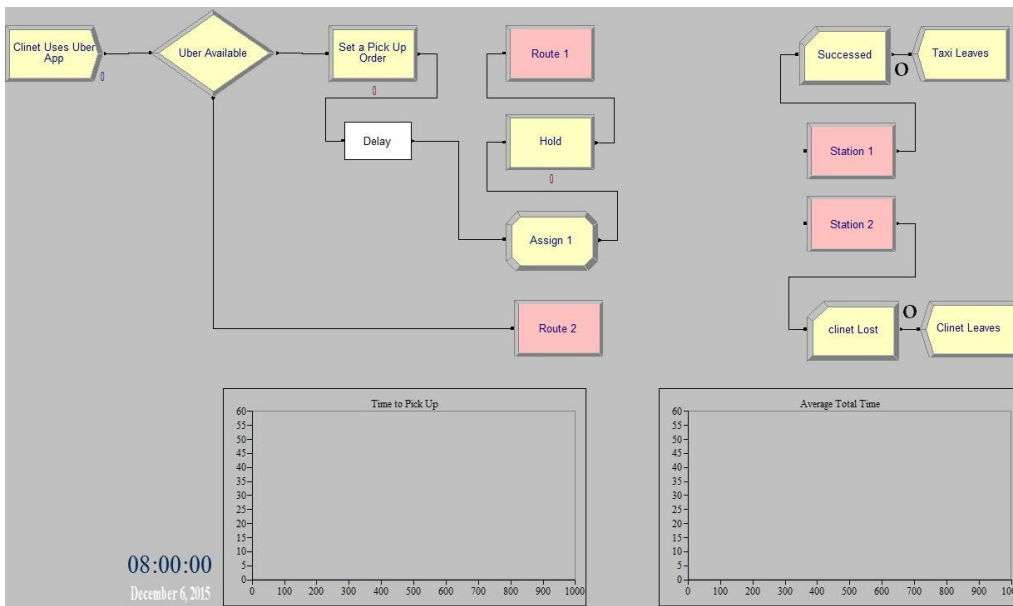 Clinet Uses Uber
App
0
Uber Available
Set a Pick Up
Order
0
Delay
Route 1
Hold
0
Assign 1
Route 2
Successed
O
Taxi Leaves
Station 1
Station 2
clinet Lost
O
Clinet Leaves
Time to Pick Up
60
55
50
45
40
35
30
25
20
15
10
5
0
0 100 200 300 400 500 600 700 800 900 1000
Average Total Time
60
55
50
45
40
35
30
25
20
15
10
5
0
0 100 200 300 400 500 600 700 800 900
08:00:00
December 6, 2015